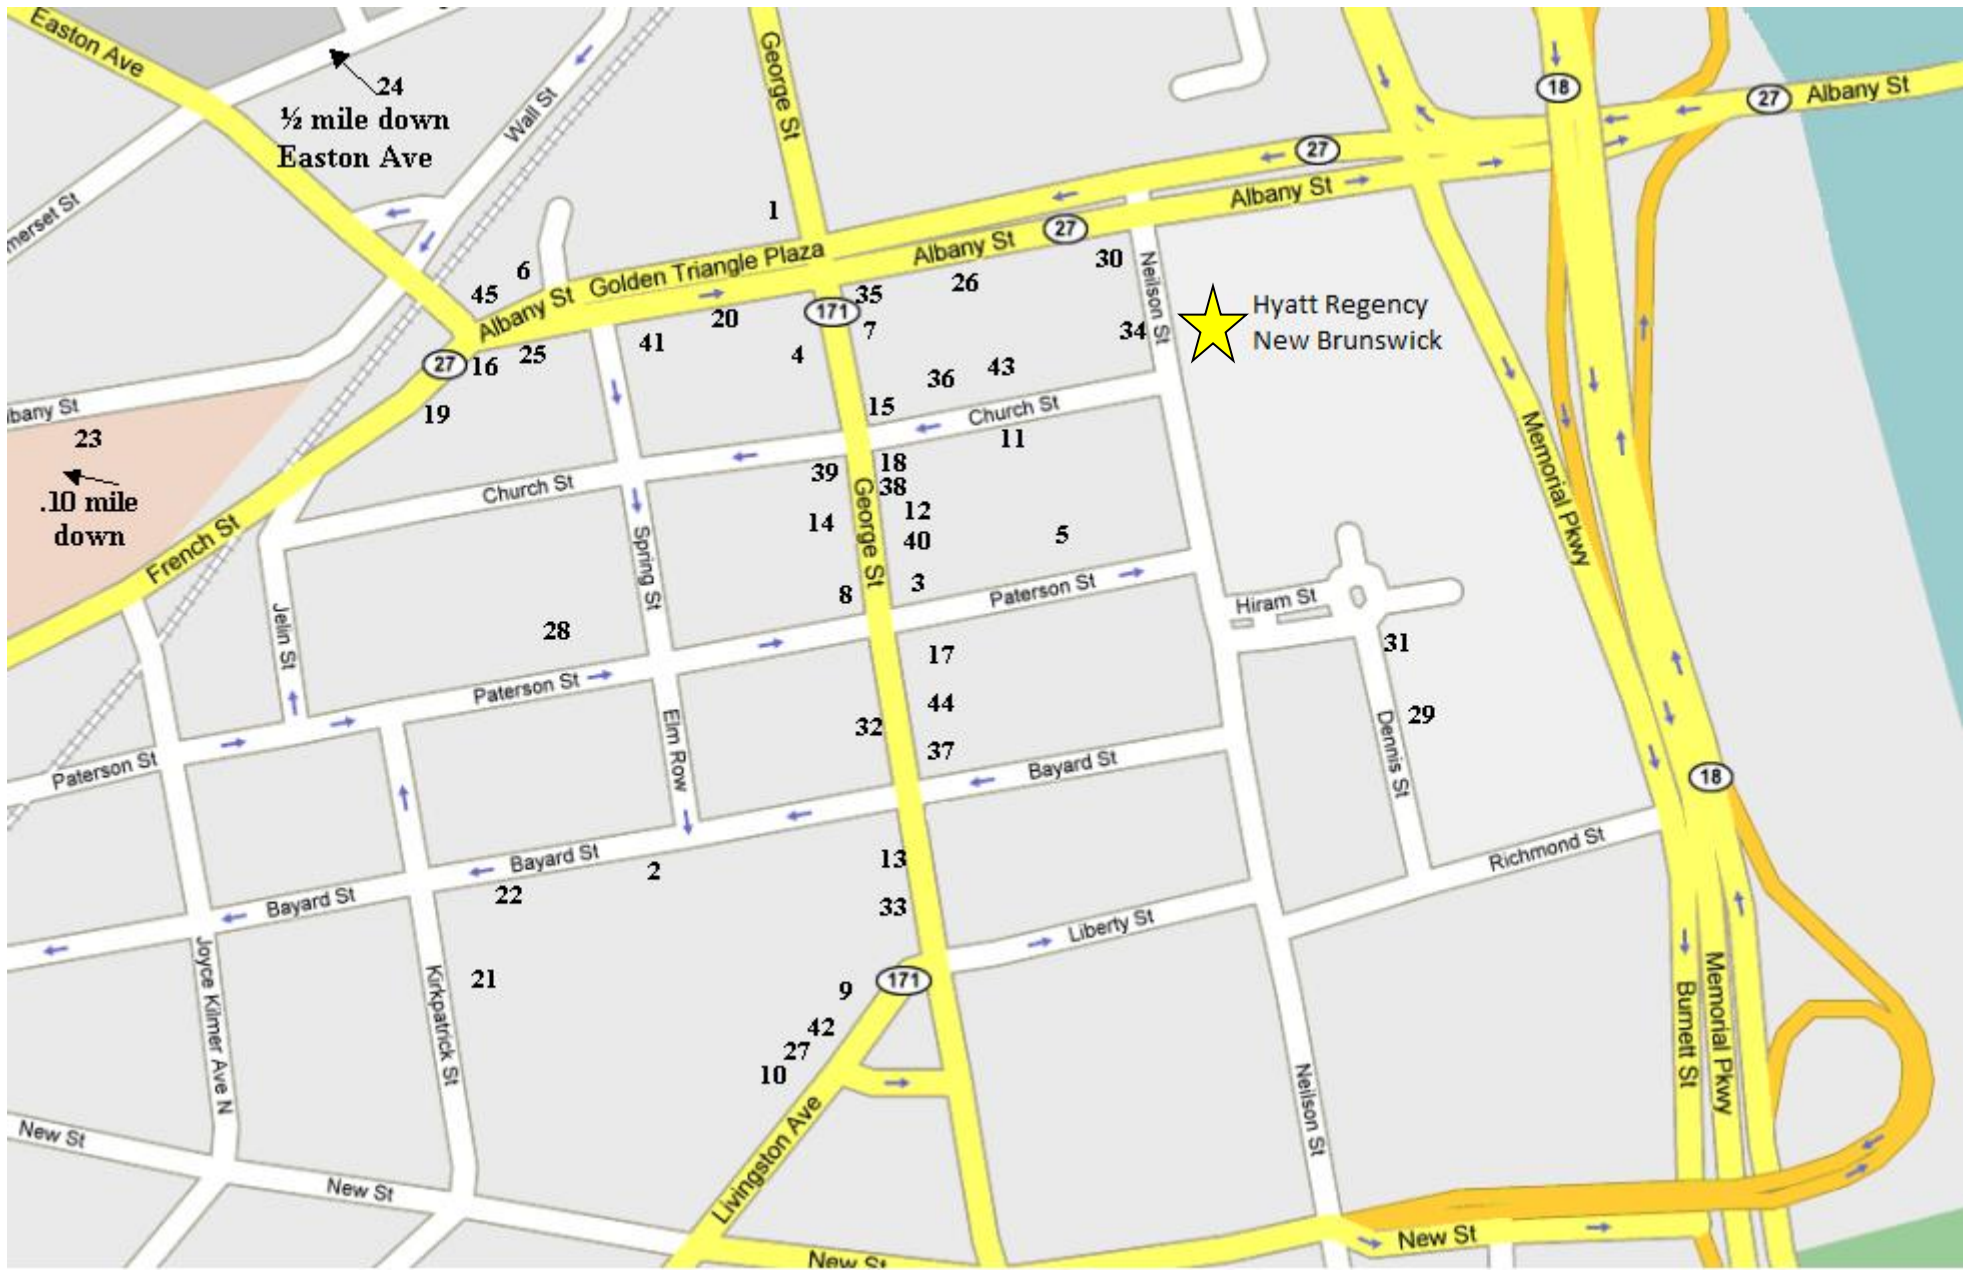 Easton Ave
24
½ mile down
Easton Ave
Wall St
George St
18
27
Albany St
27
Albany St
merset St
1
27
Albany St
Golden Triangle Plaza
6
45
Albany St
30
26
35
171
7
20
41
4
25
16
27
19
Neilson St
34
Hyatt Regency
New Brunswick
36
43
15
Church St
11
lbany St
23
.10 mile
down
French St
Church St
39
18
38
12
14
40
5
George St
Spring St
8
3
Paterson St
Memorial Pkwy
Hiram St
31
29
Dennis St
Jelin St
28
Paterson St
17
44
32
37
Elm Row
Bayard St
Paterson St
18
Richmond St
Bayard St
2
22
Bayard St
13
33
Liberty St
171
9
42
27
10
21
Joyce Kilmer Ave N
Kirkpatrick St
Livingston Ave
Neilson St
Burnett St
Memorial Pkwy
New St
New St
New St
New St